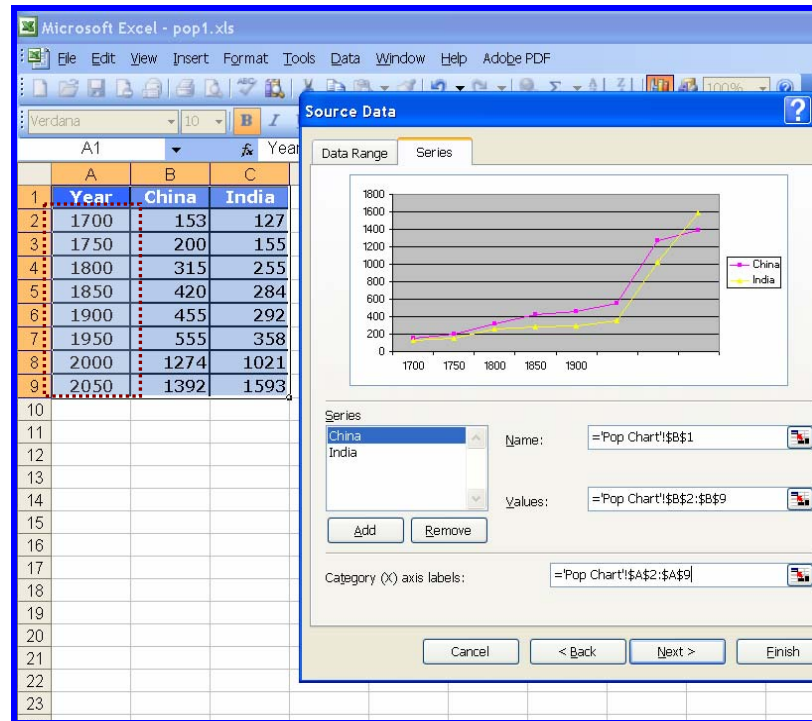 Microsoft Excel - pop1.xls
File Edit View Insert Format Tools Data Window Help Adobe PDF
100%
Verdana 10 B I
A1 fx Year
A B C
1 Year China India
2 1700 153 127
3 1750 200 155
4 1800 315 255
5 1850 420 284
6 1900 455 292
7 1950 555 358
8 2000 1274 1021
9 2050 1392 1593
10
11
12
13
14
15
16
17
18
19
20
21
22
23
Source Data ?
Data Range Series
1800
1600
1400
1200
1000
800
600
400
200
0
1700 1750 1800 1850 1900
China
India
Series
China
India
Name: ='Pop Chart'!$B$1
Values: ='Pop Chart'!$B$2:$B$9
Add Remove
Category (X) axis labels: ='Pop Chart'!$A$2:$A$9
Cancel < Back Next > Finish